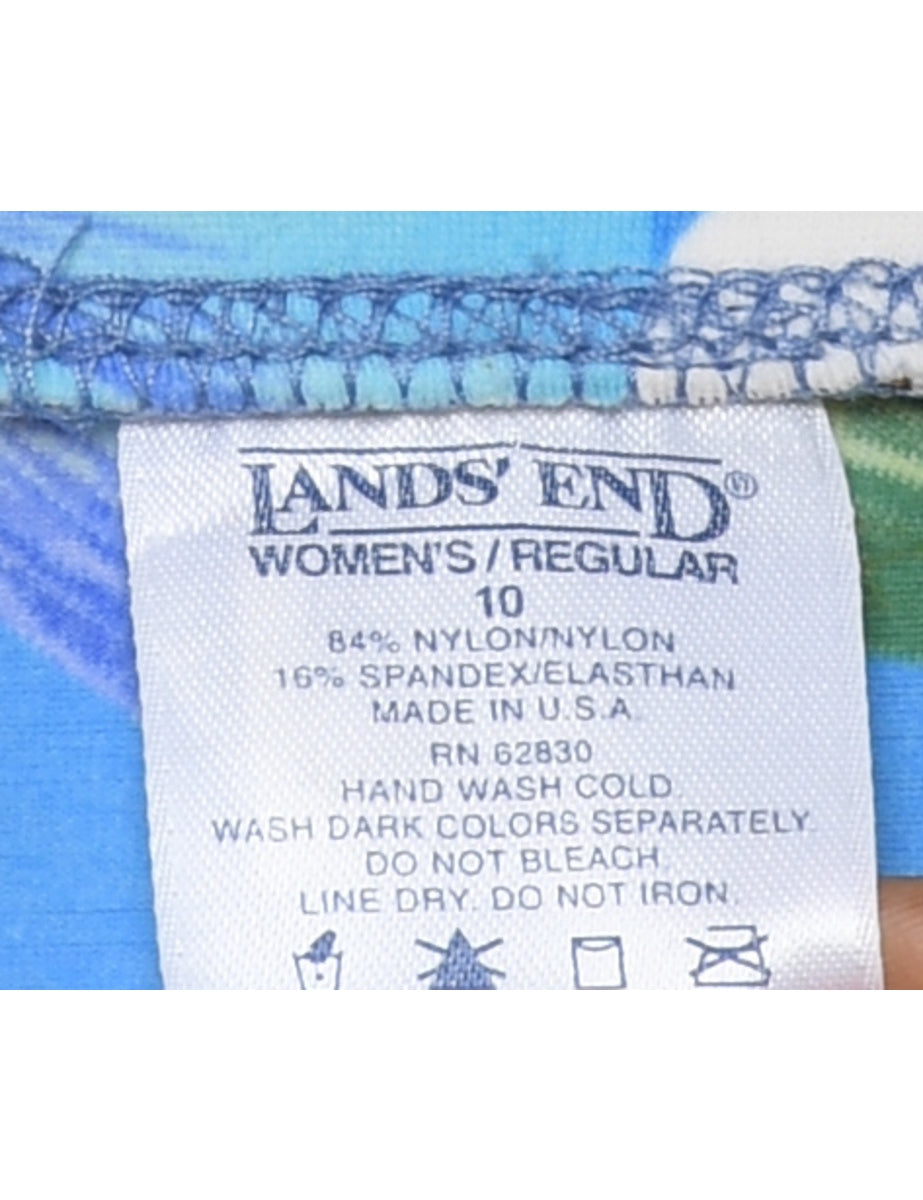 LANDS' END®
WOMEN'S / REGULAR
10
84% NYLON/NYLON
16% SPANDEX/ELASTHAN
MADE IN U.S.A.
RN 62830
HAND WASH COLD.
WASH DARK COLORS SEPARATELY.
DO NOT BLEACH.
LINE DRY. DO NOT IRON.